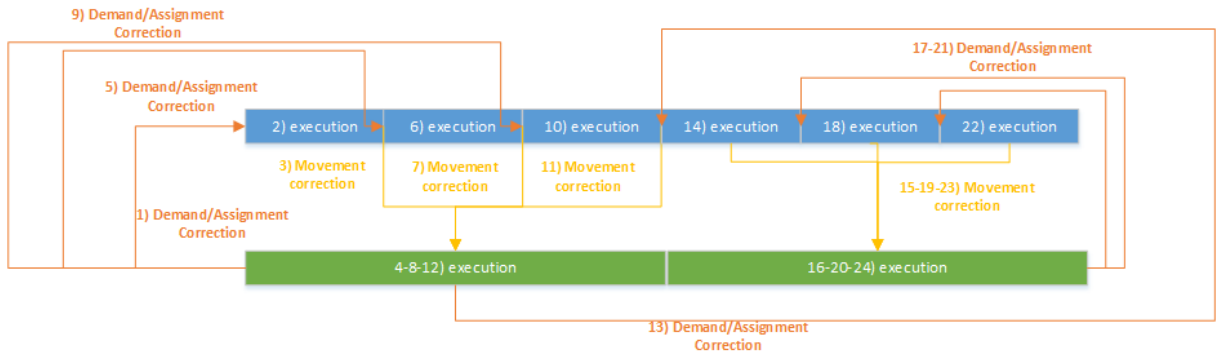 9) Demand/Assignment
Correction
17-21) Demand/Assignment
Correction
5) Demand/Assignment
Correction
2) execution
6) execution
10) execution
14) execution
18) execution
22) execution
3) Movement
correction
7) Movement
correction
11) Movement
correction
15-19-23) Movement
correction
1) Demand/Assignment
Correction
4-8-12) execution
16-20-24) execution
13) Demand/Assignment
Correction